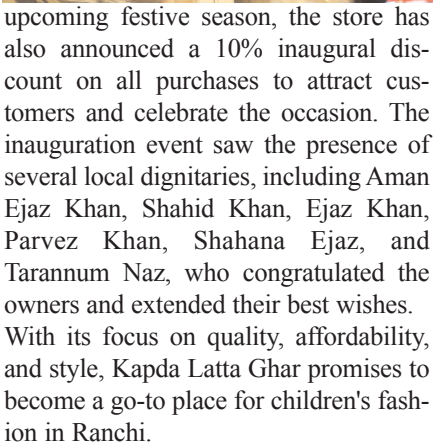 upcoming festive season, the store has
also announced a 10% inaugural dis-
count on all purchases to attract cus-
tomers and celebrate the occasion. The
inauguration event saw the presence of
several local dignitaries, including Aman
Ejaz Khan, Shahid Khan, Ejaz Khan,
Parvez Khan, Shahana Ejaz, and
Tarannum Naz, who congratulated the
owners and extended their best wishes.
With its focus on quality, affordability,
and style, Kapda Latta Ghar promises to
become a go-to place for children's fash-
ion in Ranchi.